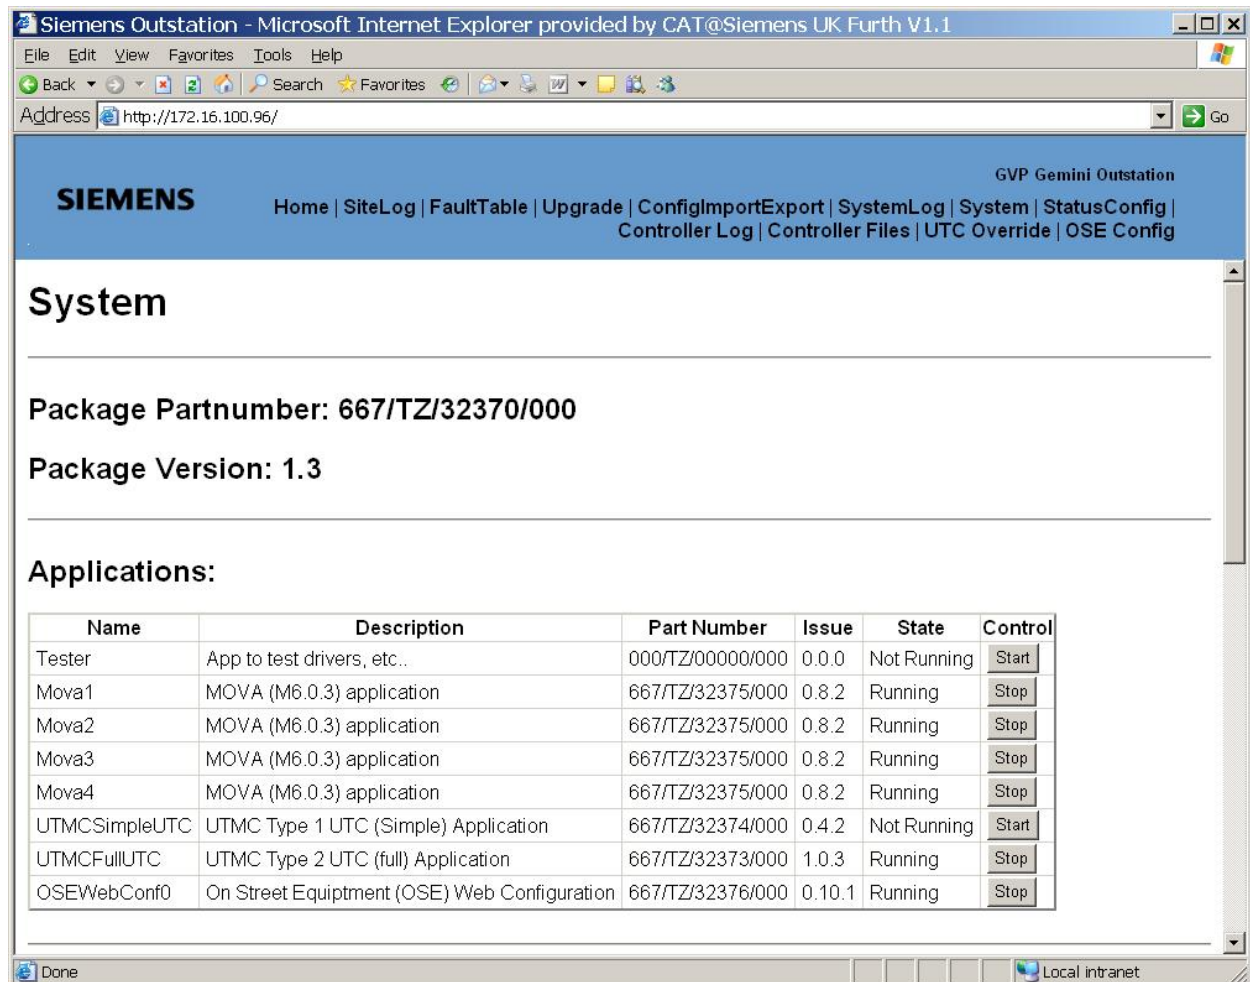 Siemens Outstation - Microsoft Internet Explorer provided by CAT@Siemens UK Furth V1.1
File Edit View Favorites Tools Help
Back Search Favorites
Address http://172.16.100.96/ Go
GVP Gemini Outstation
SIEMENS
Home | SiteLog | FaultTable | Upgrade | ConfigImportExport | SystemLog | System | StatusConfig |
Controller Log | Controller Files | UTC Override | OSE Config
System
Package Partnumber: 667/TZ/32370/000
Package Version: 1.3
Applications:
Name Description Part Number Issue State Control
Tester App to test drivers, etc.. 000/TZ/00000/000 0.0.0 Not Running Start
Mova1 MOVA (M6.0.3) application 667/TZ/32375/000 0.8.2 Running Stop
Mova2 MOVA (M6.0.3) application 667/TZ/32375/000 0.8.2 Running Stop
Mova3 MOVA (M6.0.3) application 667/TZ/32375/000 0.8.2 Running Stop
Mova4 MOVA (M6.0.3) application 667/TZ/32375/000 0.8.2 Running Stop
UTMCSimpleUTC UTMC Type 1 UTC (Simple) Application 667/TZ/32374/000 0.4.2 Not Running Start
UTMCFullUTC UTMC Type 2 UTC (full) Application 667/TZ/32373/000 1.0.3 Running Stop
OSEWebConf0 On Street Equiptment (OSE) Web Configuration 667/TZ/32376/000 0.10.1 Running Stop
Done Local intranet